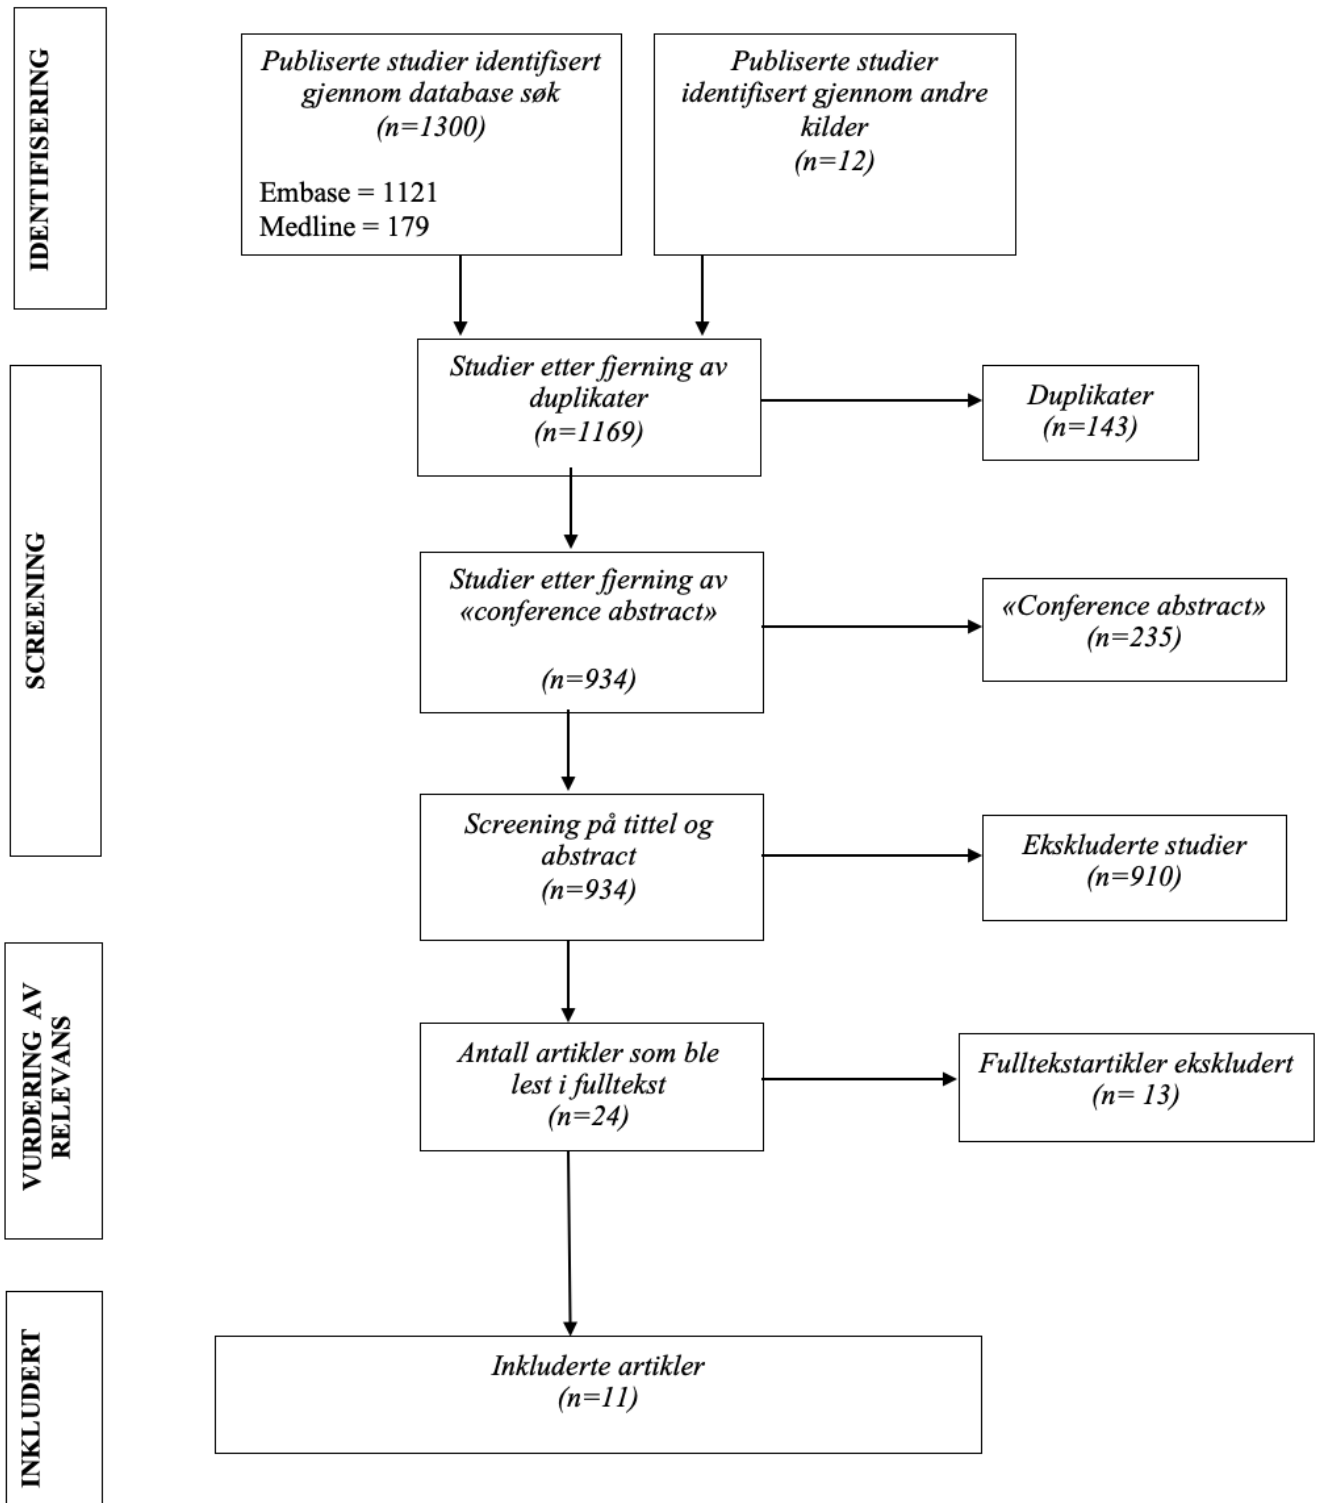 IDENTIFISERING
Publiserte studier identifisert
gjennom database søk
(n=1300)
Embase = 1121
Medline = 179
Publiserte studier
identifisert gjennom andre
kilder
(n=12)
SCREENING
Studier etter fjerning av
duplikater
(n=1169)
Duplikater
(n=143)
Studier etter fjerning av
«conference abstract»
(n=934)
«Conference abstract»
(n=235)
Screening på tittel og
abstract
(n=934)
Ekskluderte studier
(n=910)
VURDERING AV
RELEVANS
Antall artikler som ble
lest i fulltekst
(n=24)
Fulltekstartikler ekskludert
(n= 13)
INKLUDERT
Inkluderte artikler
(n=11)